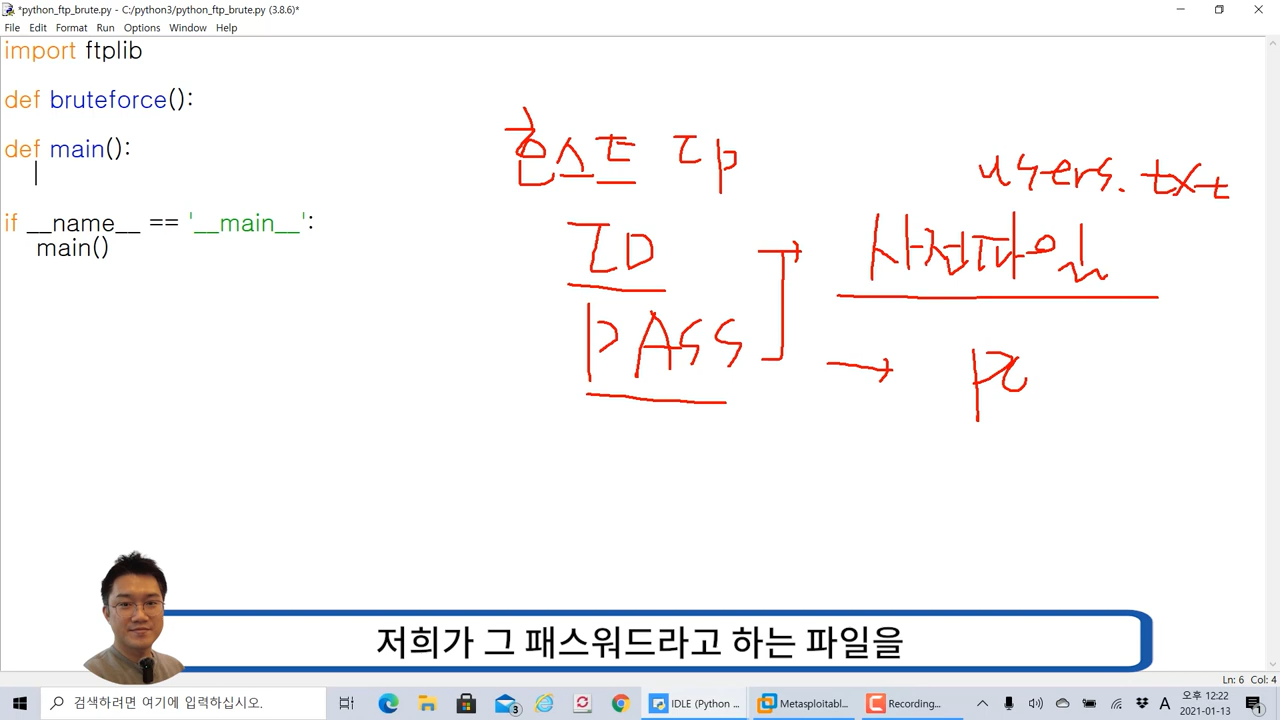 *python_ftp_brute.py - C:/python3/python_ftp_brute.py (3.8.6)*
File Edit Format Run Options Window Help
import ftplib
def bruteforce():
def main():
if __name__ == '__main__':
main()
호스트 IP
users.txt
ID
사전파일
PASS
저희가 그 패스워드라고 하는 파일을
Ln: 6 Col: 4
검색하려면 여기에 입력하십시오.
3
IDLE (Python ...
Metasploitabl...
Recording...
A
오후 12:22
2021-01-13
1